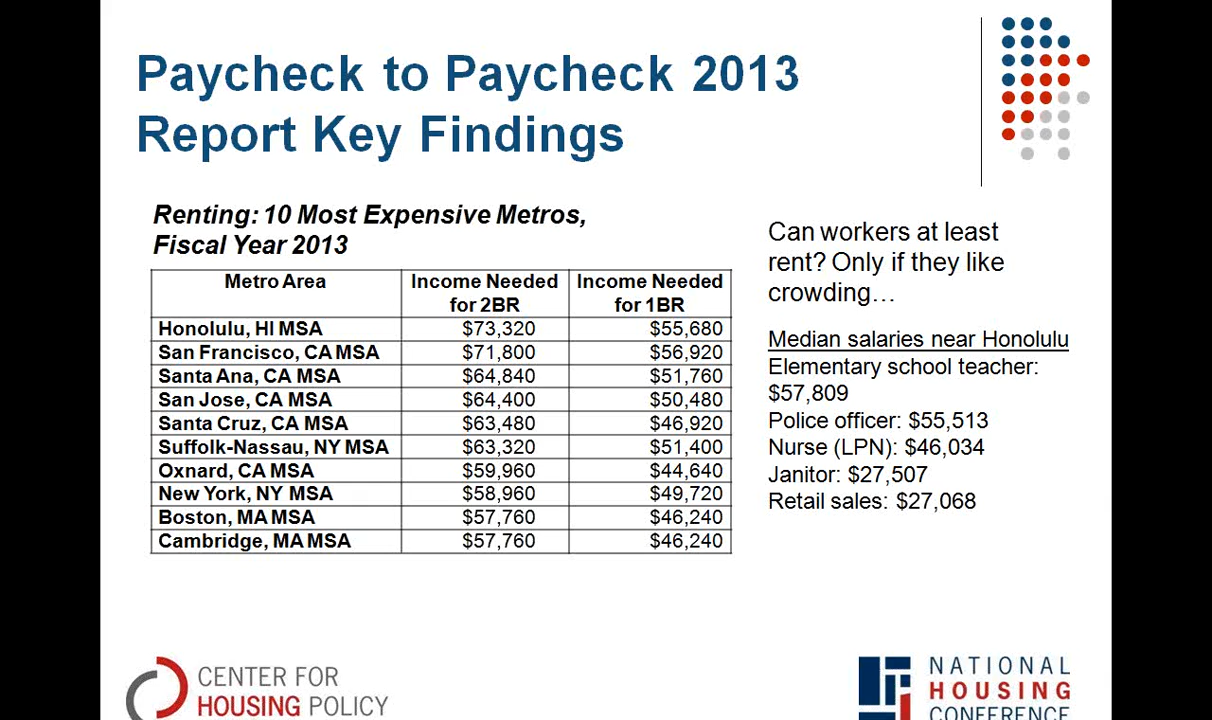 Paycheck to Paycheck 2013
Report Key Findings
Renting: 10 Most Expensive Metros,
Fiscal Year 2013
Metro Area Income Needed for 2BR Income Needed for 1BR
Honolulu, HI MSA $73,320 $55,680
San Francisco, CA MSA $71,800 $56,920
Santa Ana, CA MSA $64,840 $51,760
San Jose, CA MSA $64,400 $50,480
Santa Cruz, CA MSA $63,480 $46,920
Suffolk-Nassau, NY MSA $63,320 $51,400
Oxnard, CA MSA $59,960 $44,640
New York, NY MSA $58,960 $49,720
Boston, MA MSA $57,760 $46,240
Cambridge, MA MSA $57,760 $46,240
Can workers at least
rent? Only if they like
crowding…
Median salaries near Honolulu
Elementary school teacher:
$57,809
Police officer: $55,513
Nurse (LPN): $46,034
Janitor: $27,507
Retail sales: $27,068
CENTER FOR
HOUSING POLICY
NATIONAL
HOUSING
CONFERENCE